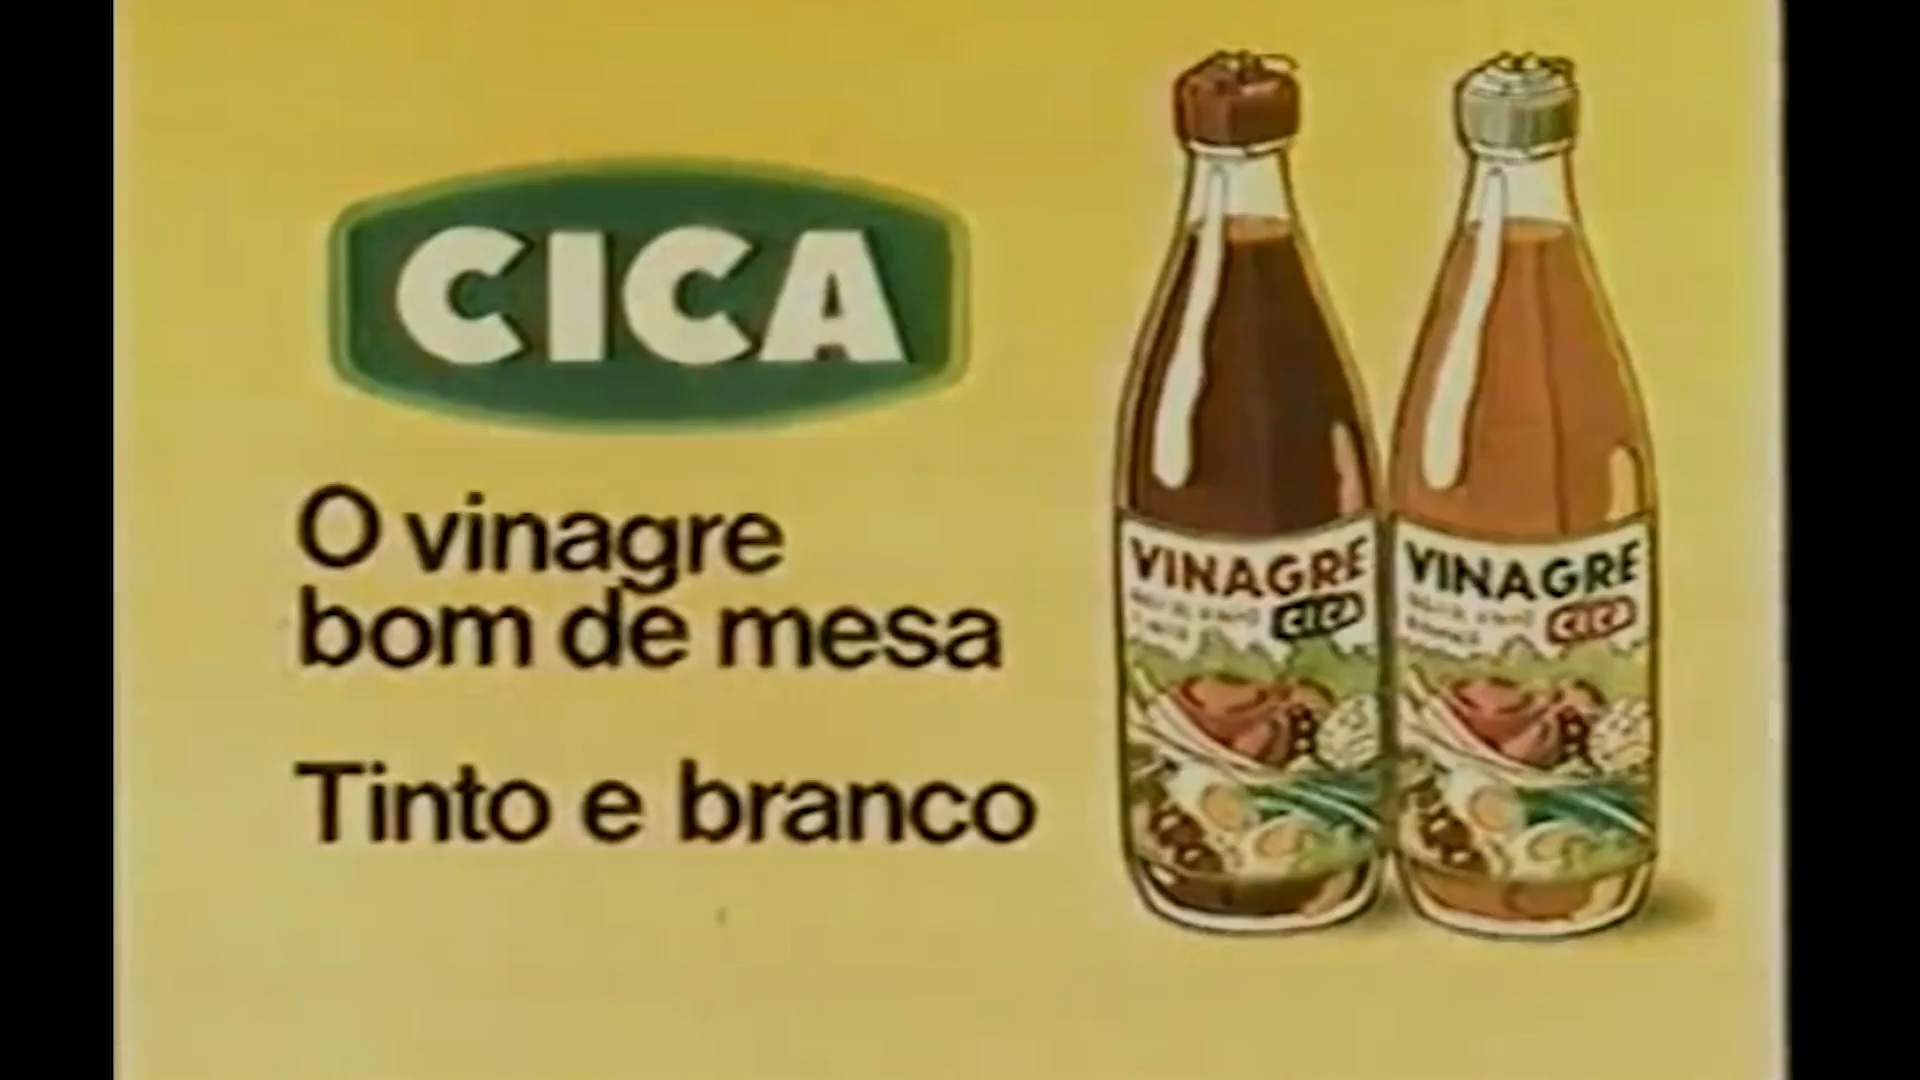 CICA
O vinagre
bom de mesa
Tinto e branco
VINAGRE
CICA
VINAGRE
CICA